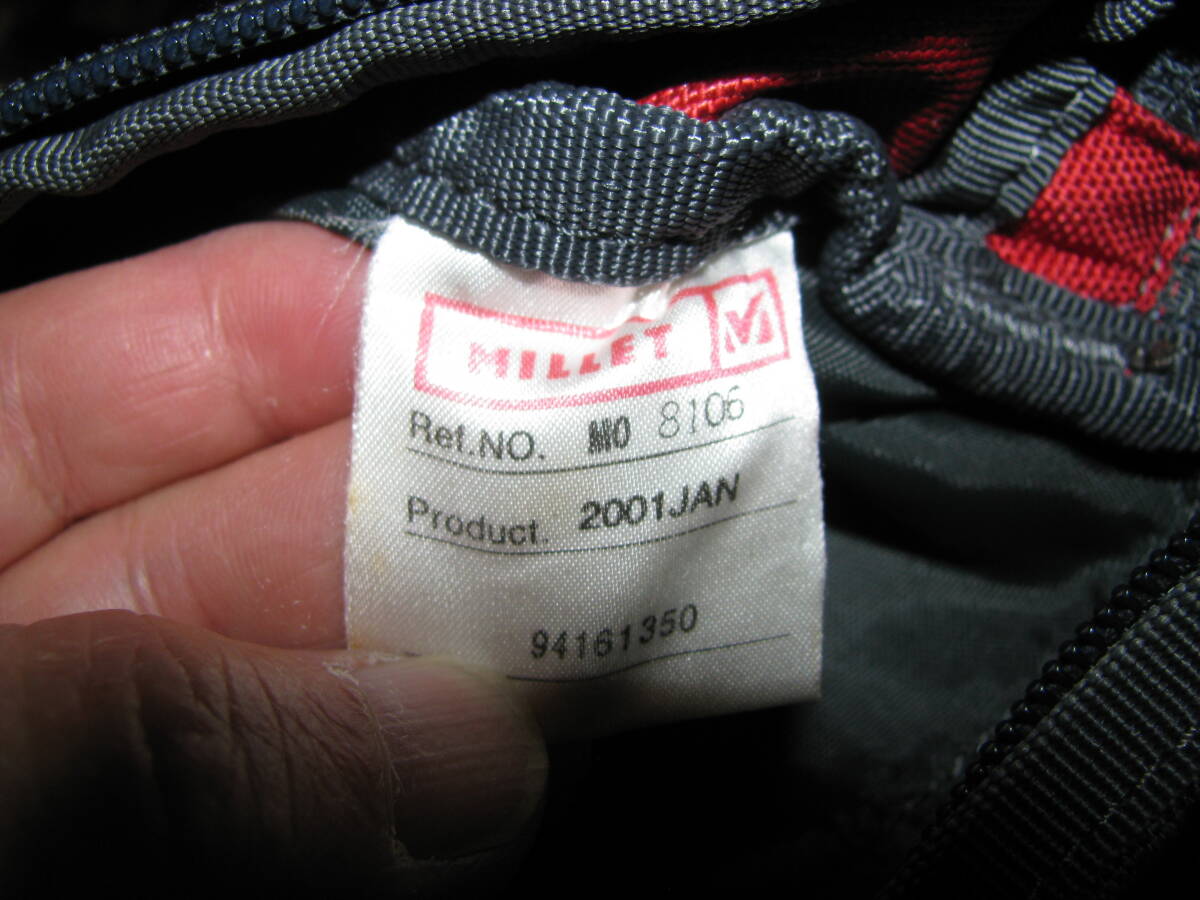 MILLET M
Ref.NO. MO 8106
Product. 2001JAN
94161350